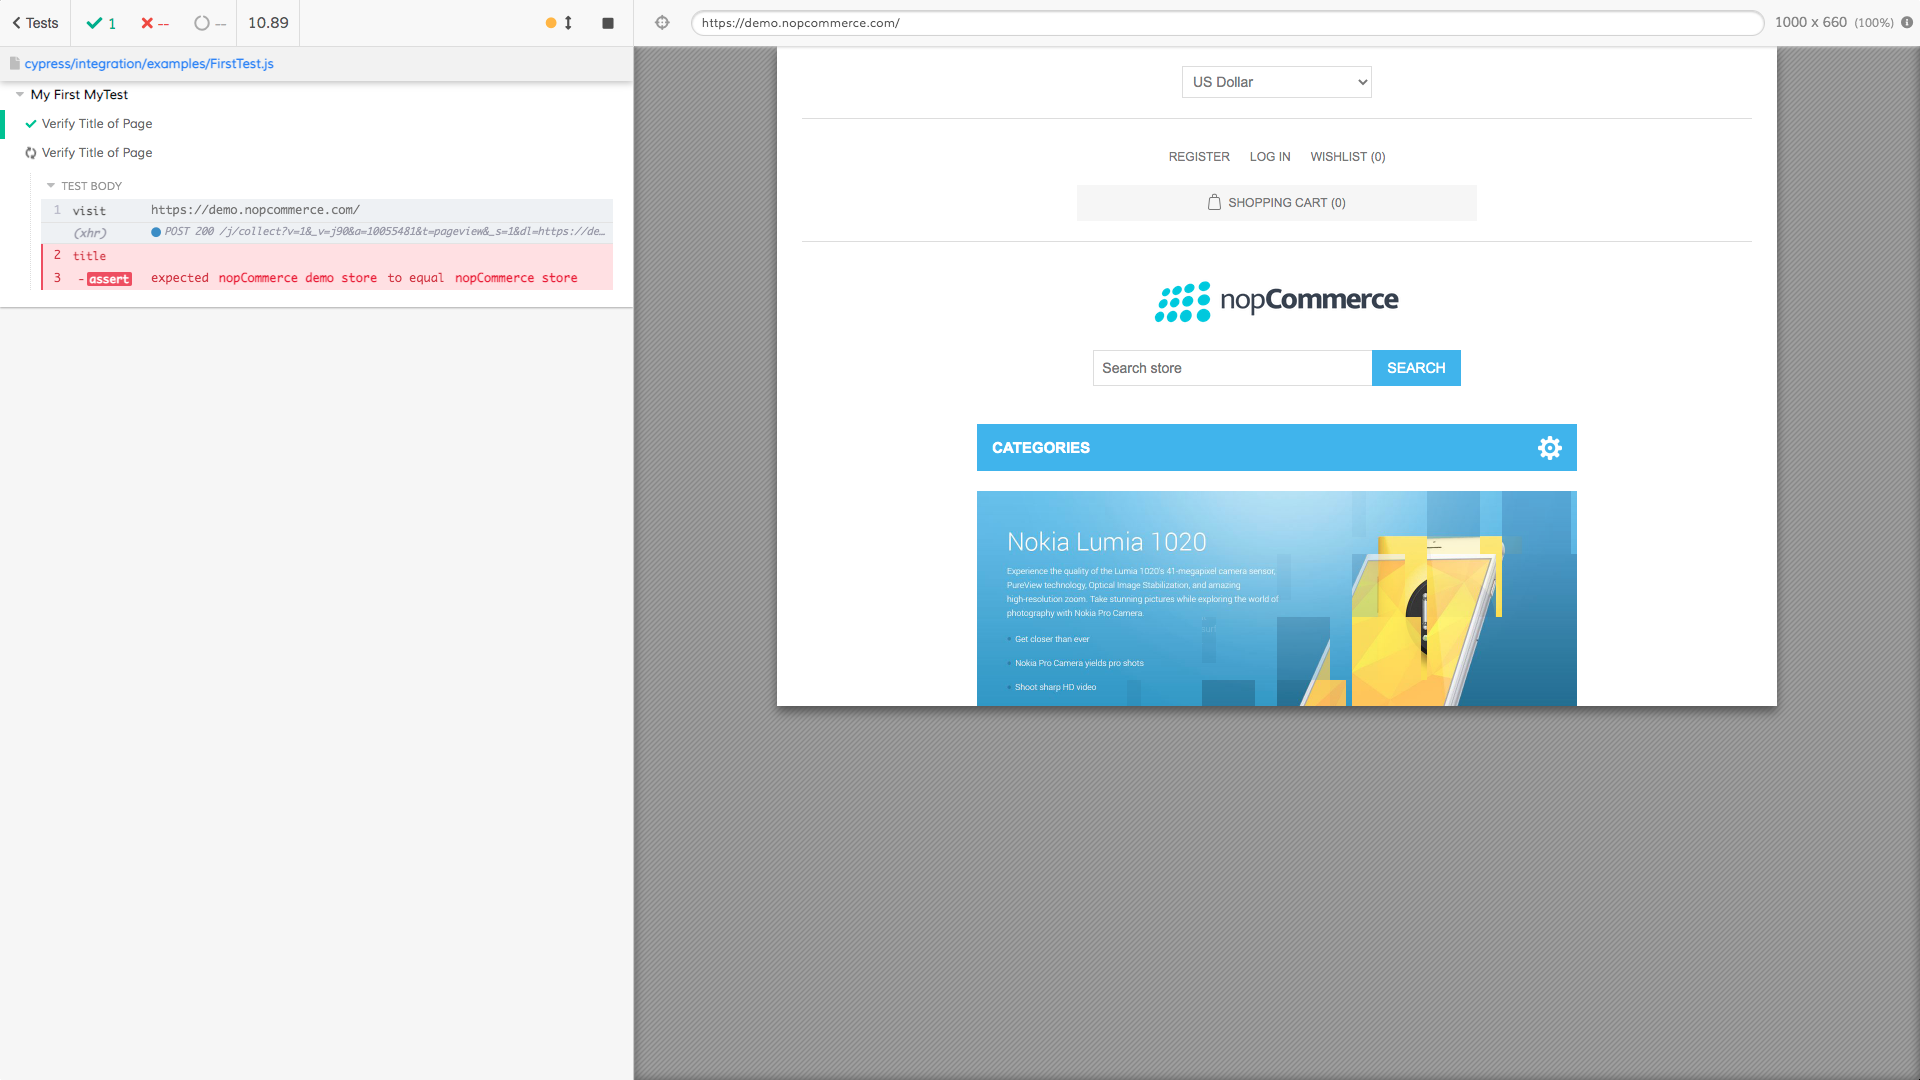 Tests
1
--
--
10.89
https://demo.nopcommerce.com/
1000 x 660 (100%)
cypress/integration/examples/FirstTest.js
My First MyTest
Verify Title of Page
Verify Title of Page
TEST BODY
1 visit https://demo.nopcommerce.com/
(xhr) POST 200 /j/collect?v=1&_v=j90&a=10055481&t=pageview&_s=1&dl=https://de…
2 title
3 -assert expected nopCommerce demo store to equal nopCommerce store
US Dollar
REGISTER LOG IN WISHLIST (0)
SHOPPING CART (0)
nopCommerce
Search store SEARCH
CATEGORIES
Nokia Lumia 1020
Experience the quality of the Lumia 1020's 41-megapixel camera sensor,
PureView technology, Optical Image Stabilization, and amazing
high-resolution zoom. Take stunning pictures while exploring the world of
photography with Nokia Pro Camera.
Get closer than ever
Nokia Pro Camera yields pro shots
Shoot sharp HD video